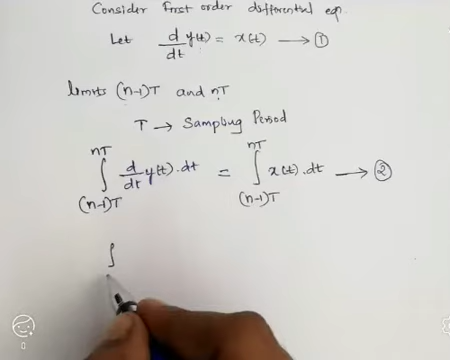 Consider first order differential eqn.
Let d/dt y(t) = x(t) ⟶ ①
limits (n-1)T and nT
T → Sampling Period
∫_{(n-1)T}^{nT} d/dt y(t).dt = ∫_{(n-1)T}^{nT} x(t).dt ⟶ ②
∫
0